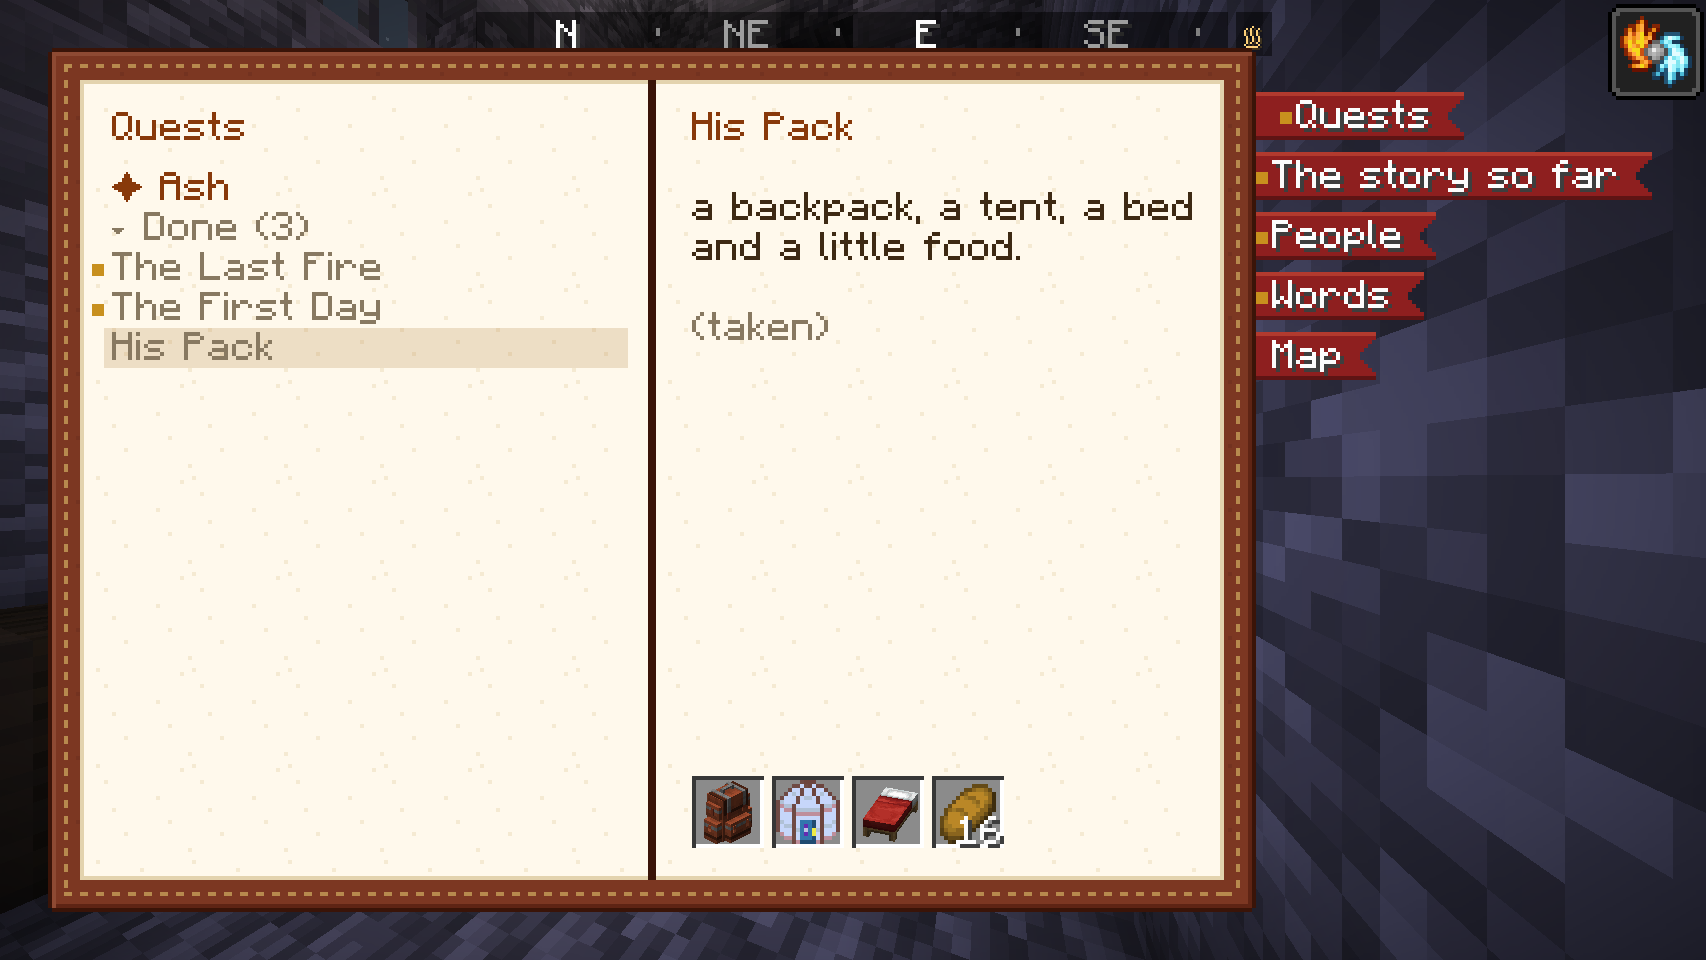 N · NE · E · SE ·
Quests
Ash
Done (3)
The Last Fire
The First Day
His Pack
His Pack
a backpack, a tent, a bed
and a little food.
(taken)
16
Quests
The story so far
People
Words
Map